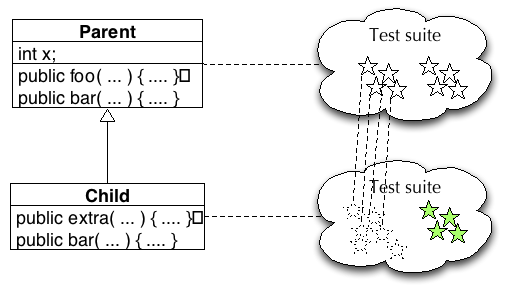 Parent
int x;
public foo( ... ) { .... }
public bar( ... ) { .... }
Test suite
Child
public extra( ... ) { .... }
public bar( ... ) { .... }
Test suite